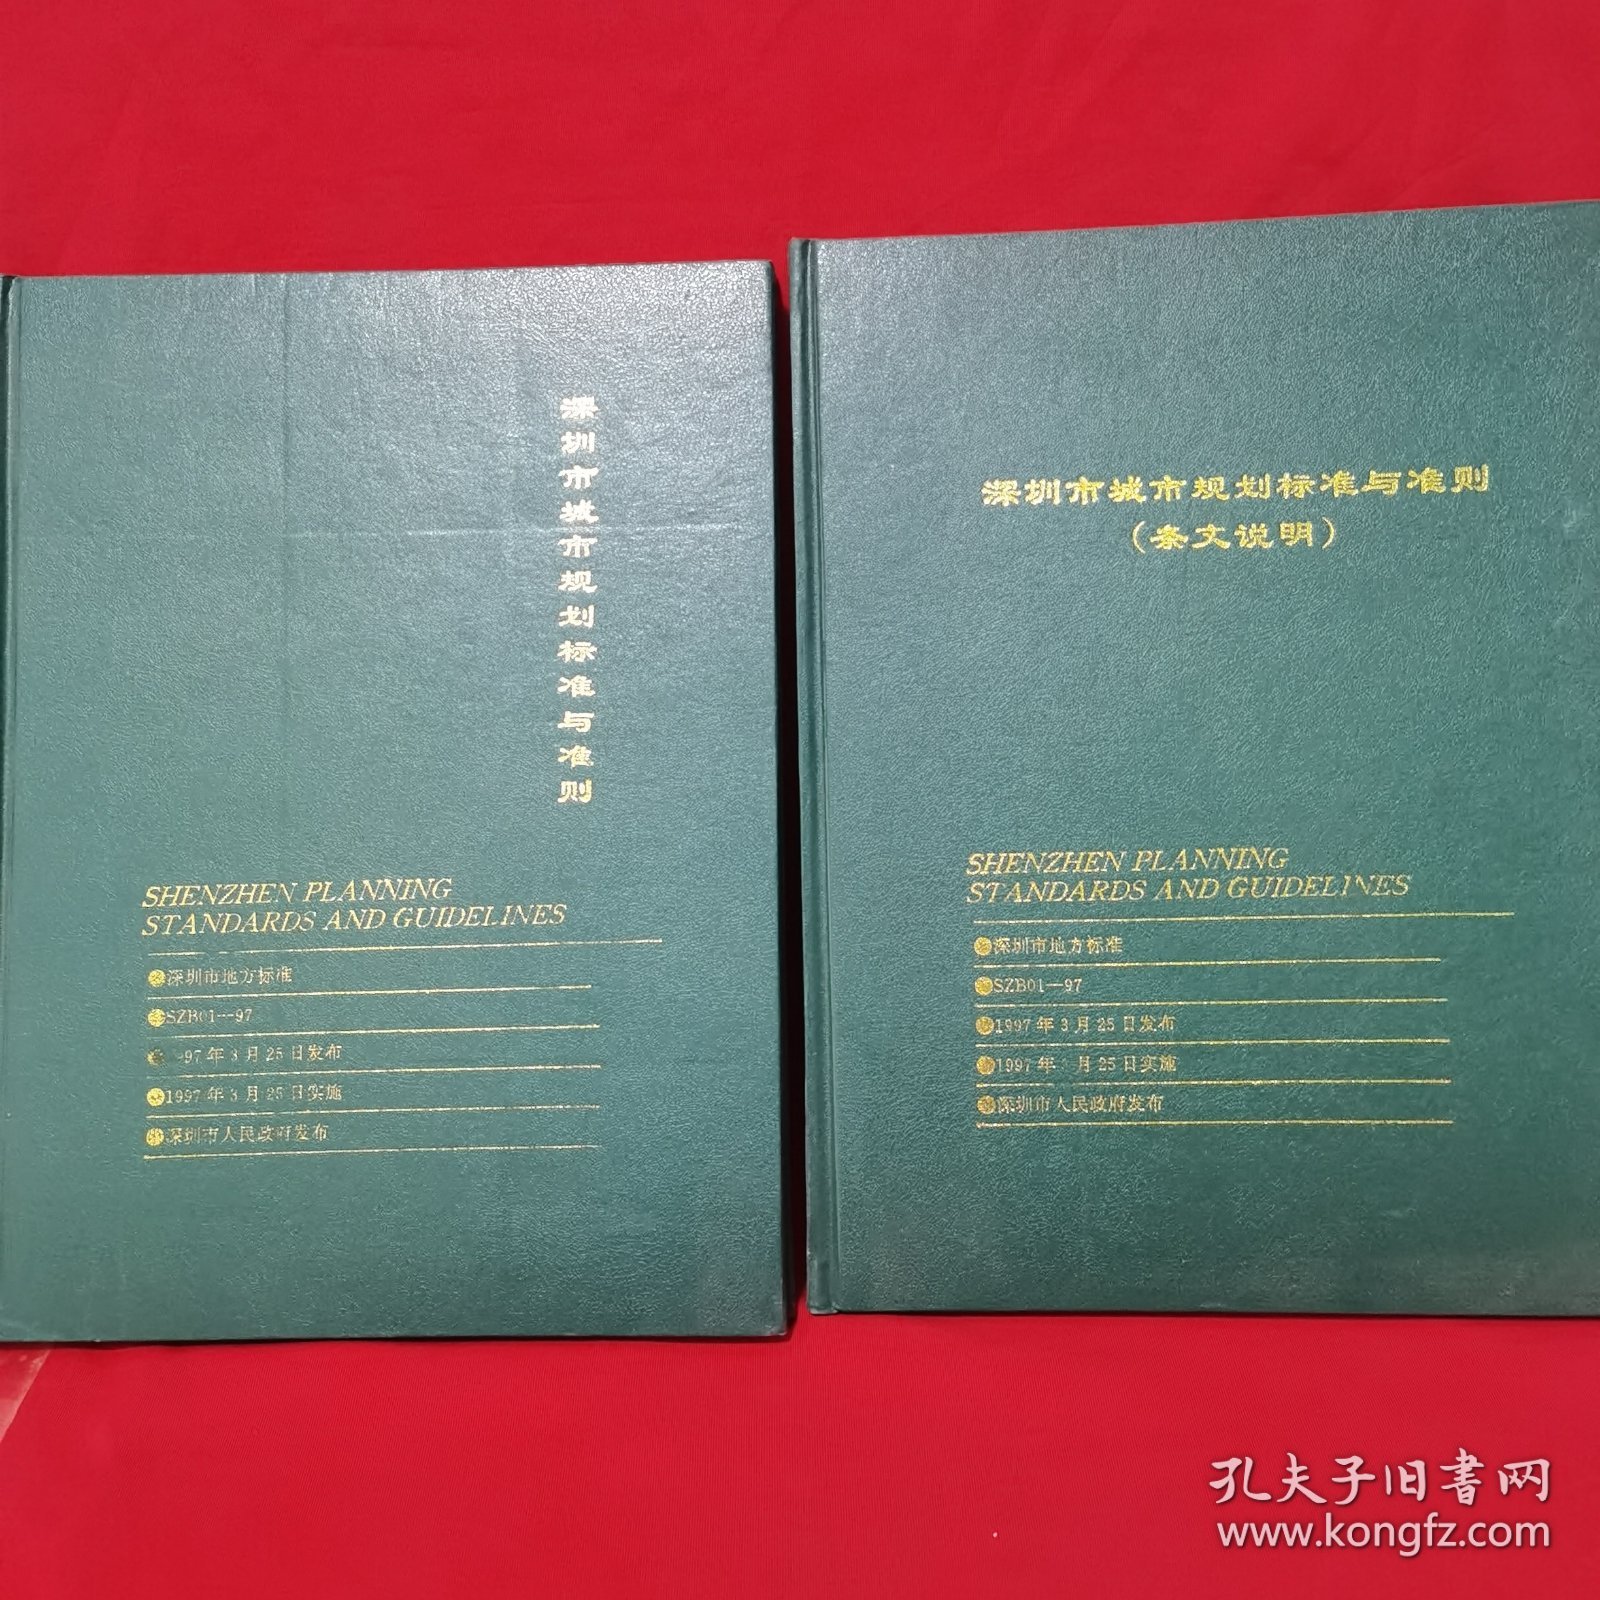 深圳市城市规划标准与准则
SHENZHEN PLANNING
STANDARDS AND GUIDELINES
深圳市地方标准
SZB01—97
97年3月25日发布
1997年3月25日实施
深圳市人民政府发布
深圳市城市规划标准与准则
(条文说明)
SHENZHEN PLANNING
STANDARDS AND GUIDELINES
深圳市地方标准
SZB01—97
1997年3月25日发布
1997年 月25日实施
深圳市人民政府发布
孔夫子旧书网
www.kongfz.com